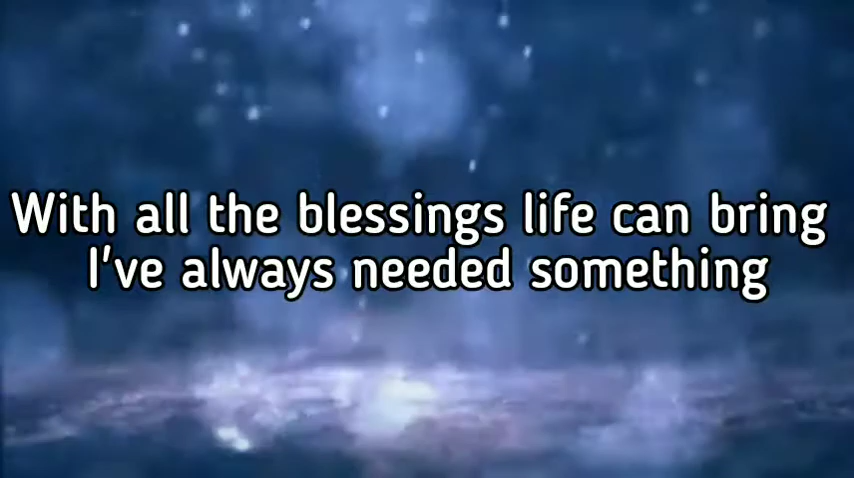 With all the blessings life can bring
I've always needed something